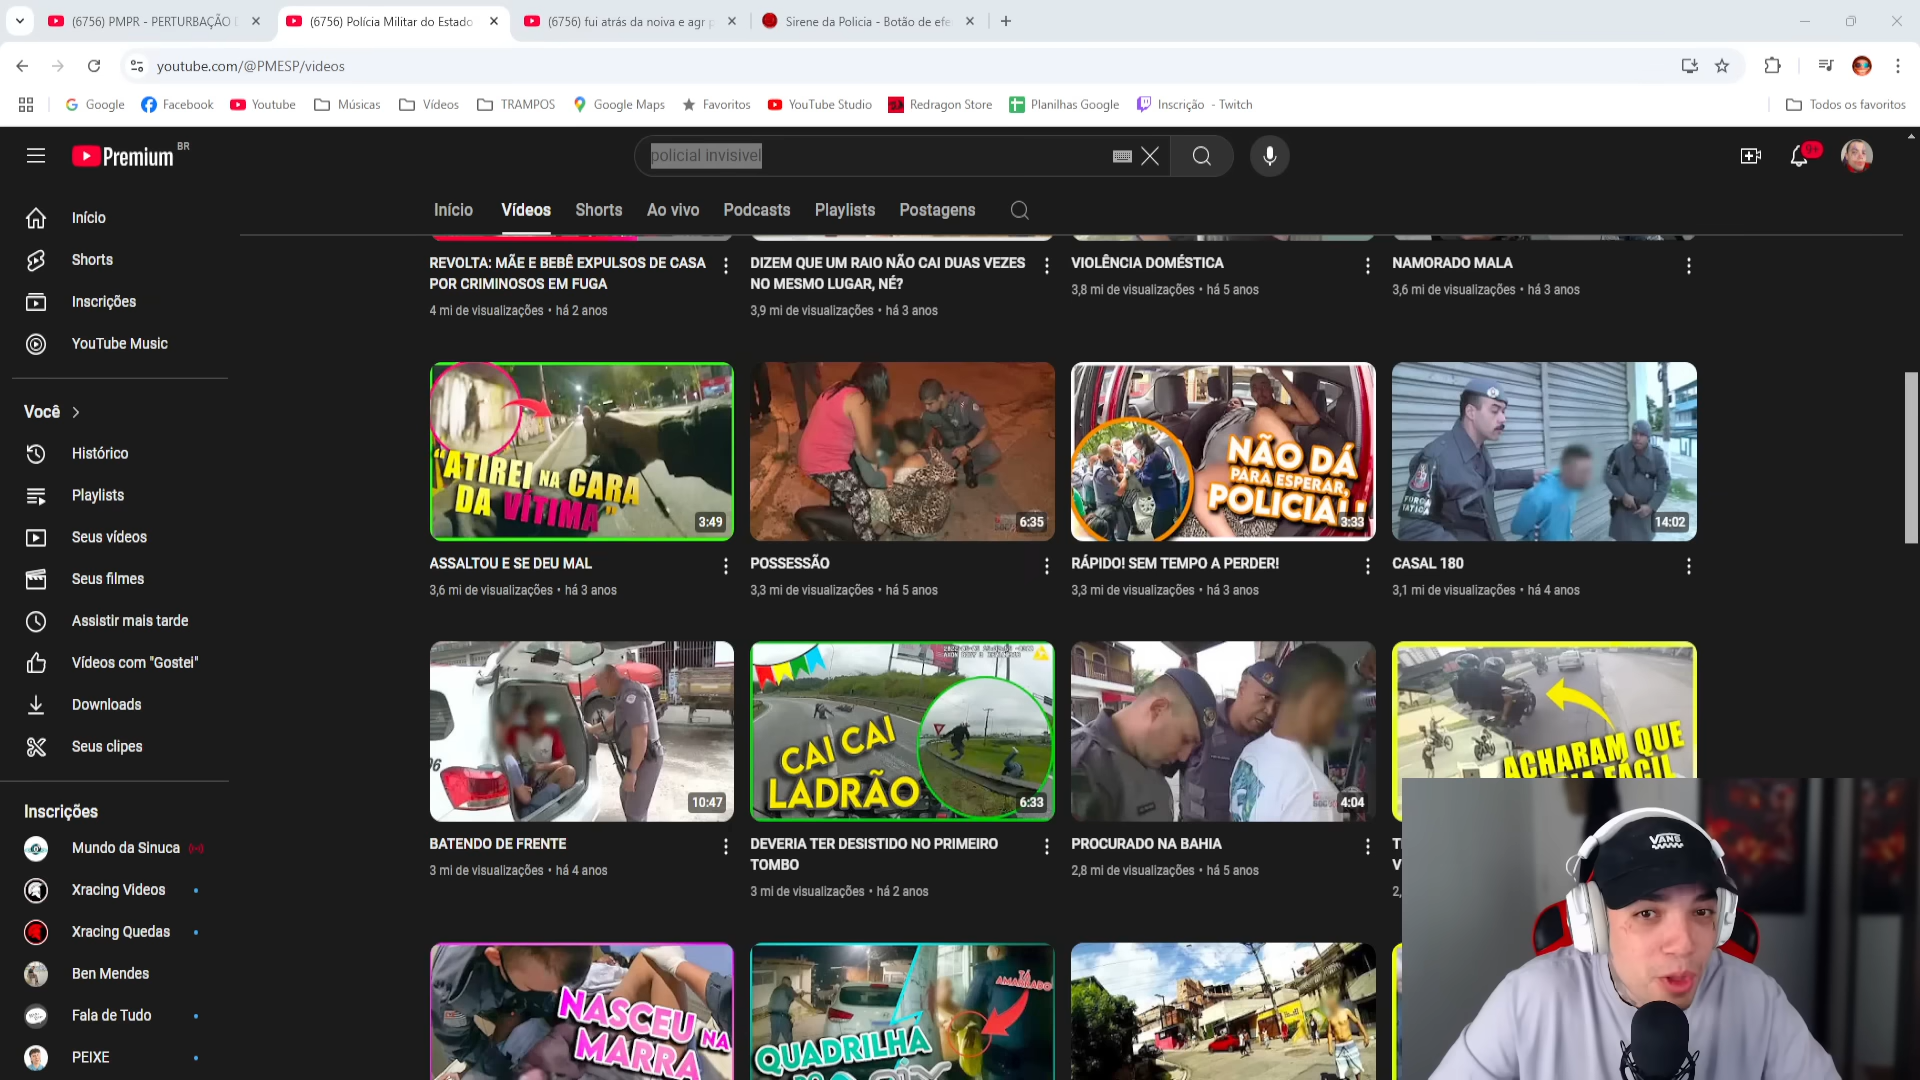 (6756) PMPR - PERTURBAÇÃO
(6756) Polícia Militar do Estado
(6756) fui atrás da noiva e agr p
Sirene da Policia - Botão de efe
youtube.com/@PMESP/videos
Google
Facebook
Youtube
Músicas
Vídeos
TRAMPOS
Google Maps
Favoritos
YouTube Studio
Redragon Store
Planilhas Google
Inscrição - Twitch
Todos os favoritos
Premium BR
policial invisivel
9+
Início
Vídeos
Shorts
Ao vivo
Podcasts
Playlists
Postagens
Início
Shorts
Inscrições
YouTube Music
Você
Histórico
Playlists
Seus vídeos
Seus filmes
Assistir mais tarde
Vídeos com "Gostei"
Downloads
Seus clipes
Inscrições
Mundo da Sinuca
Xracing Videos
Xracing Quedas
Ben Mendes
Fala de Tudo
PEIXE
REVOLTA: MÃE E BEBÊ EXPULSOS DE CASA
POR CRIMINOSOS EM FUGA
4 mi de visualizações • há 2 anos
DIZEM QUE UM RAIO NÃO CAI DUAS VEZES
NO MESMO LUGAR, NÉ?
3,9 mi de visualizações • há 3 anos
VIOLÊNCIA DOMÉSTICA
3,8 mi de visualizações • há 5 anos
NAMORADO MALA
3,6 mi de visualizações • há 3 anos
"ATIREI NA CARA
DA VÍTIMA"
3:49
ASSALTOU E SE DEU MAL
3,6 mi de visualizações • há 3 anos
6:35
POSSESSÃO
3,3 mi de visualizações • há 5 anos
NÃO DÁ
PARA ESPERAR,
POLICIAL!
3:33
RÁPIDO! SEM TEMPO A PERDER!
3,3 mi de visualizações • há 3 anos
FORÇA
TÁTICA
14:02
CASAL 180
3,1 mi de visualizações • há 4 anos
10:47
BATENDO DE FRENTE
3 mi de visualizações • há 4 anos
CAI CAI
LADRÃO
6:33
DEVERIA TER DESISTIDO NO PRIMEIRO
TOMBO
3 mi de visualizações • há 2 anos
4:04
PROCURADO NA BAHIA
2,8 mi de visualizações • há 5 anos
ACHARAM QUE
FÁCIL
NASCEU NA
MARRA
TÁ
AMARRADO
QUADRILHA
DO PIX
VANS